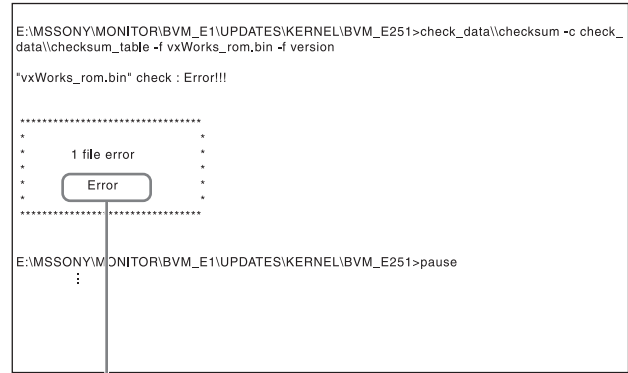 E:\MSSONY\MONITOR\BVM_E1\UPDATES\KERNEL\BVM_E251>check_data\\checksum -c check_
data\\checksum_table -f vxWorks_rom.bin -f version
"vxWorks_rom.bin" check : Error!!!
*********************************
* *
* 1 file error *
* *
* Error *
* *
*********************************
E:\MSSONY\MONITOR\BVM_E1\UPDATES\KERNEL\BVM_E251>pause
⋮